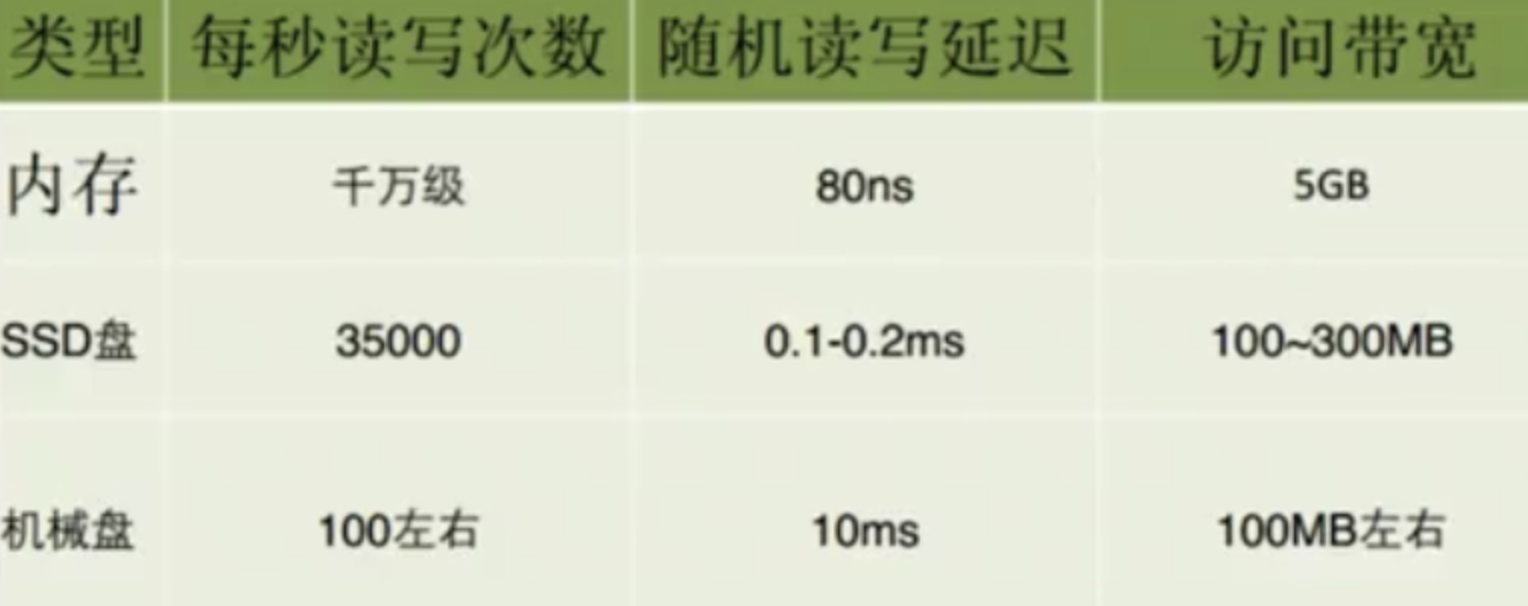 类型 每秒读写次数 随机读写延迟 访问带宽
内存 千万级 80ns 5GB
SSD盘 35000 0.1-0.2ms 100~300MB
机械盘 100左右 10ms 100MB左右